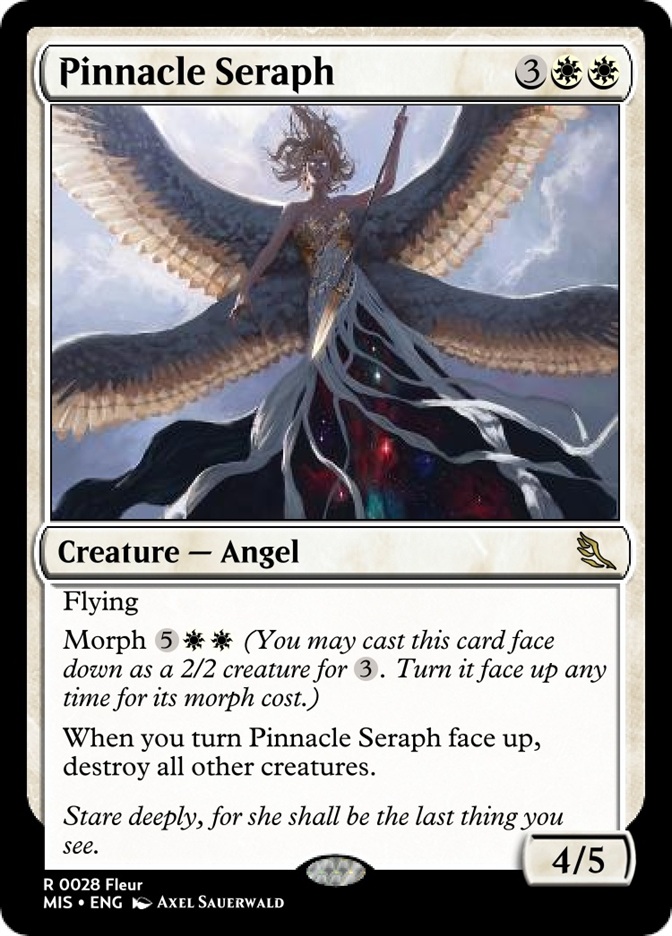 Pinnacle Seraph 3
Creature — Angel
Flying
Morph 5 (You may cast this card face
down as a 2/2 creature for 3. Turn it face up any
time for its morph cost.)
When you turn Pinnacle Seraph face up,
destroy all other creatures.
Stare deeply, for she shall be the last thing you
see.
4/5
R 0028 Fleur
MIS • ENG Axel Sauerwald